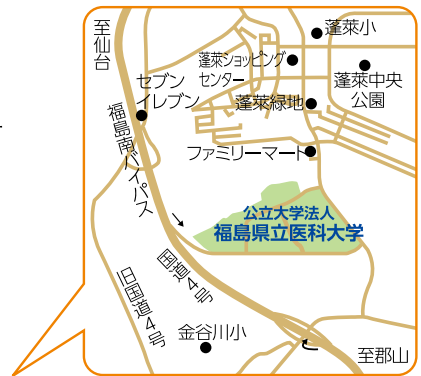 至仙台
蓬萊小
蓬萊ショッピング
センター
蓬萊中央
公園
セブン
イレブン
蓬萊緑地
福島南バイパス
ファミリーマート
公立大学法人
福島県立医科大学
国道4号
旧国道4号
金谷川小
至郡山